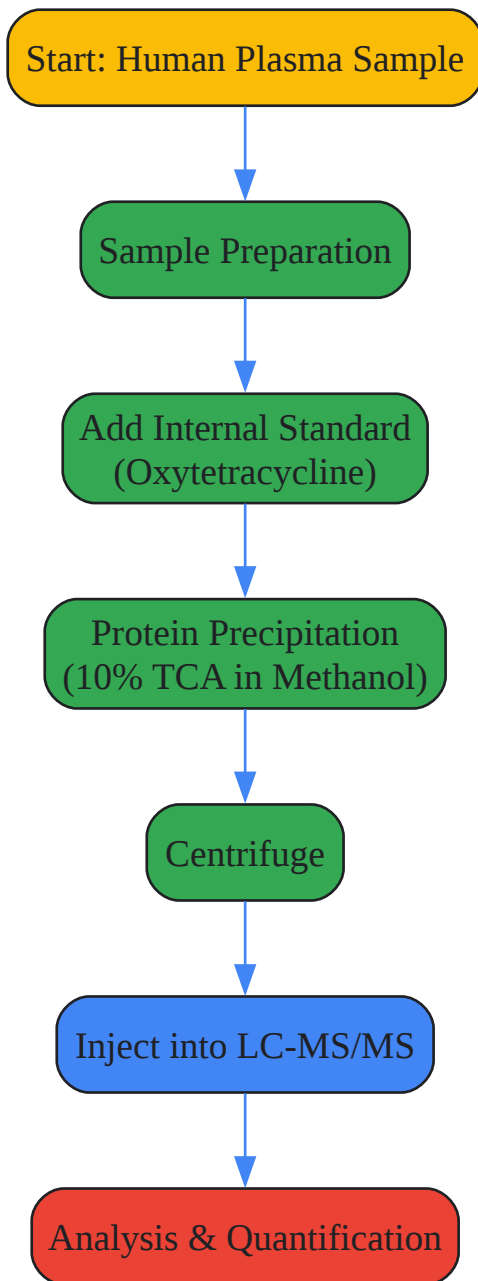 Start: Human Plasma Sample
Sample Preparation
Add Internal Standard
(Oxytetracycline)
Protein Precipitation
(10% TCA in Methanol)
Centrifuge
Inject into LC-MS/MS
Analysis & Quantification